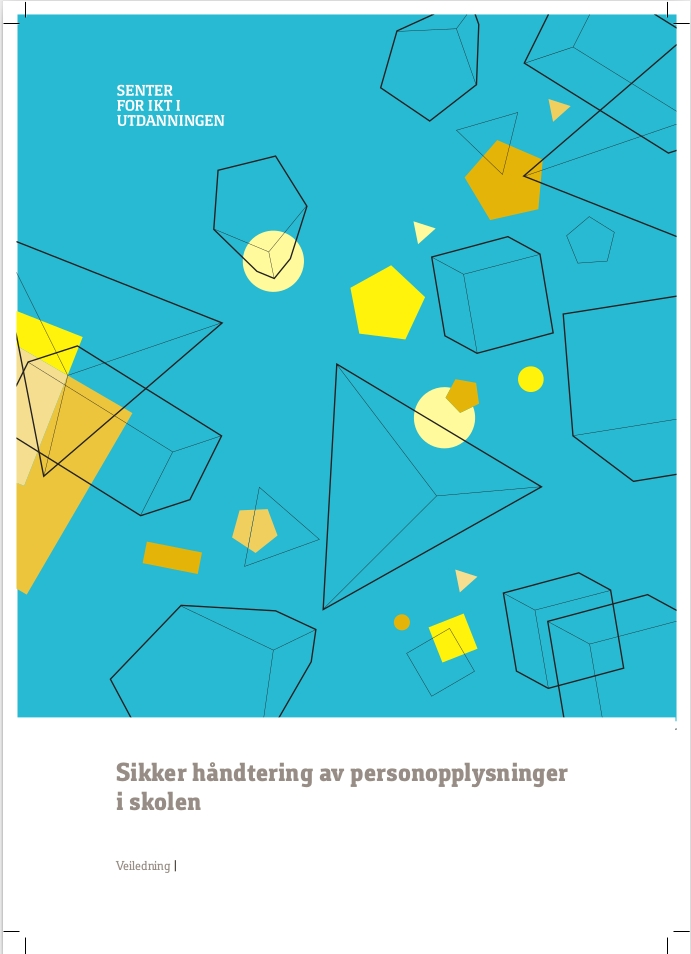 SENTER
FOR IKT I
UTDANNINGEN
Sikker håndtering av personopplysninger
i skolen
Veiledning |